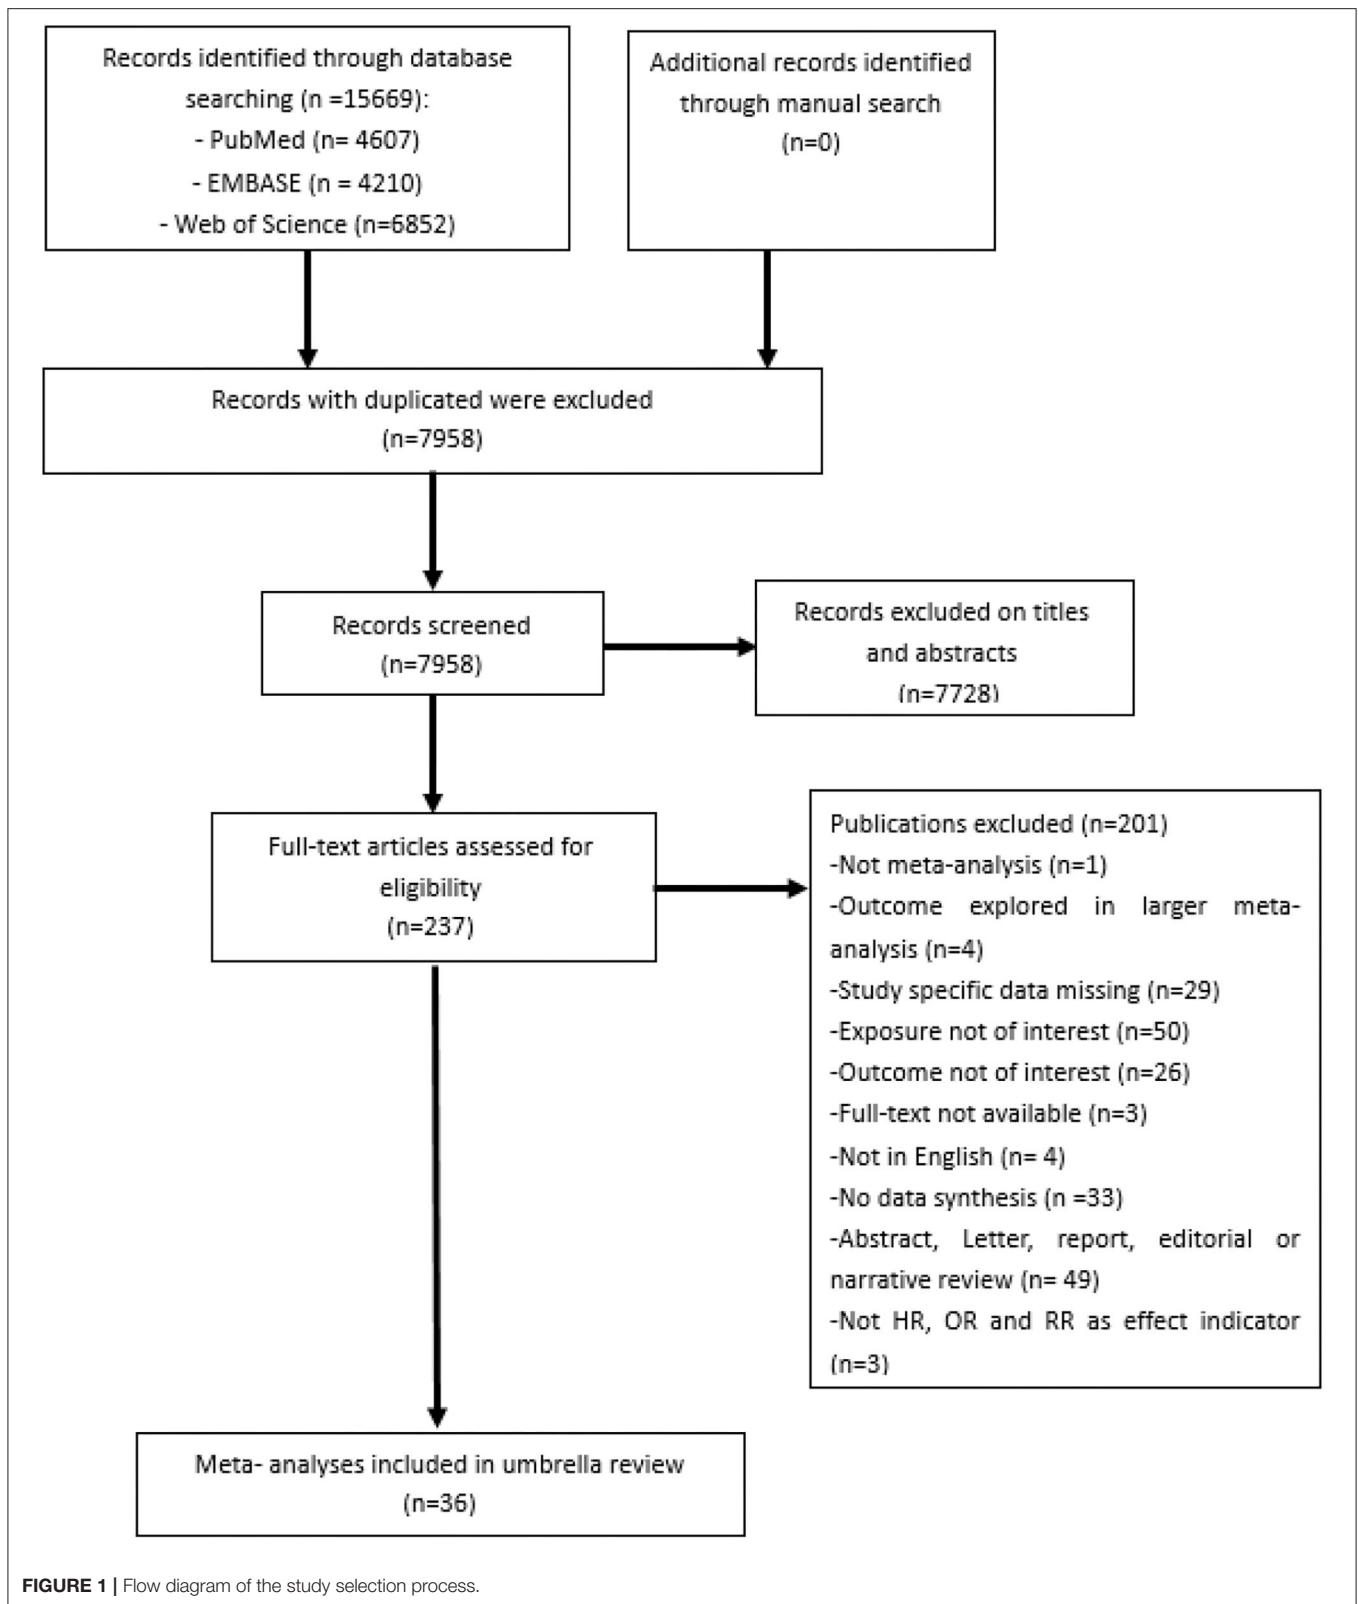 Records identified through database
searching (n =15669):
- PubMed (n= 4607)
- EMBASE (n = 4210)
- Web of Science (n=6852)
Additional records identified
through manual search
(n=0)
Records with duplicated were excluded
(n=7958)
Records screened
(n=7958)
Records excluded on titles
and abstracts
(n=7728)
Full-text articles assessed for
eligibility
(n=237)
Publications excluded (n=201)
-Not meta-analysis (n=1)
-Outcome explored in larger meta-
analysis (n=4)
-Study specific data missing (n=29)
-Exposure not of interest (n=50)
-Outcome not of interest (n=26)
-Full-text not available (n=3)
-Not in English (n= 4)
-No data synthesis (n =33)
-Abstract, Letter, report, editorial or
narrative review (n= 49)
-Not HR, OR and RR as effect indicator
(n=3)
Meta- analyses included in umbrella review
(n=36)
FIGURE 1 | Flow diagram of the study selection process.